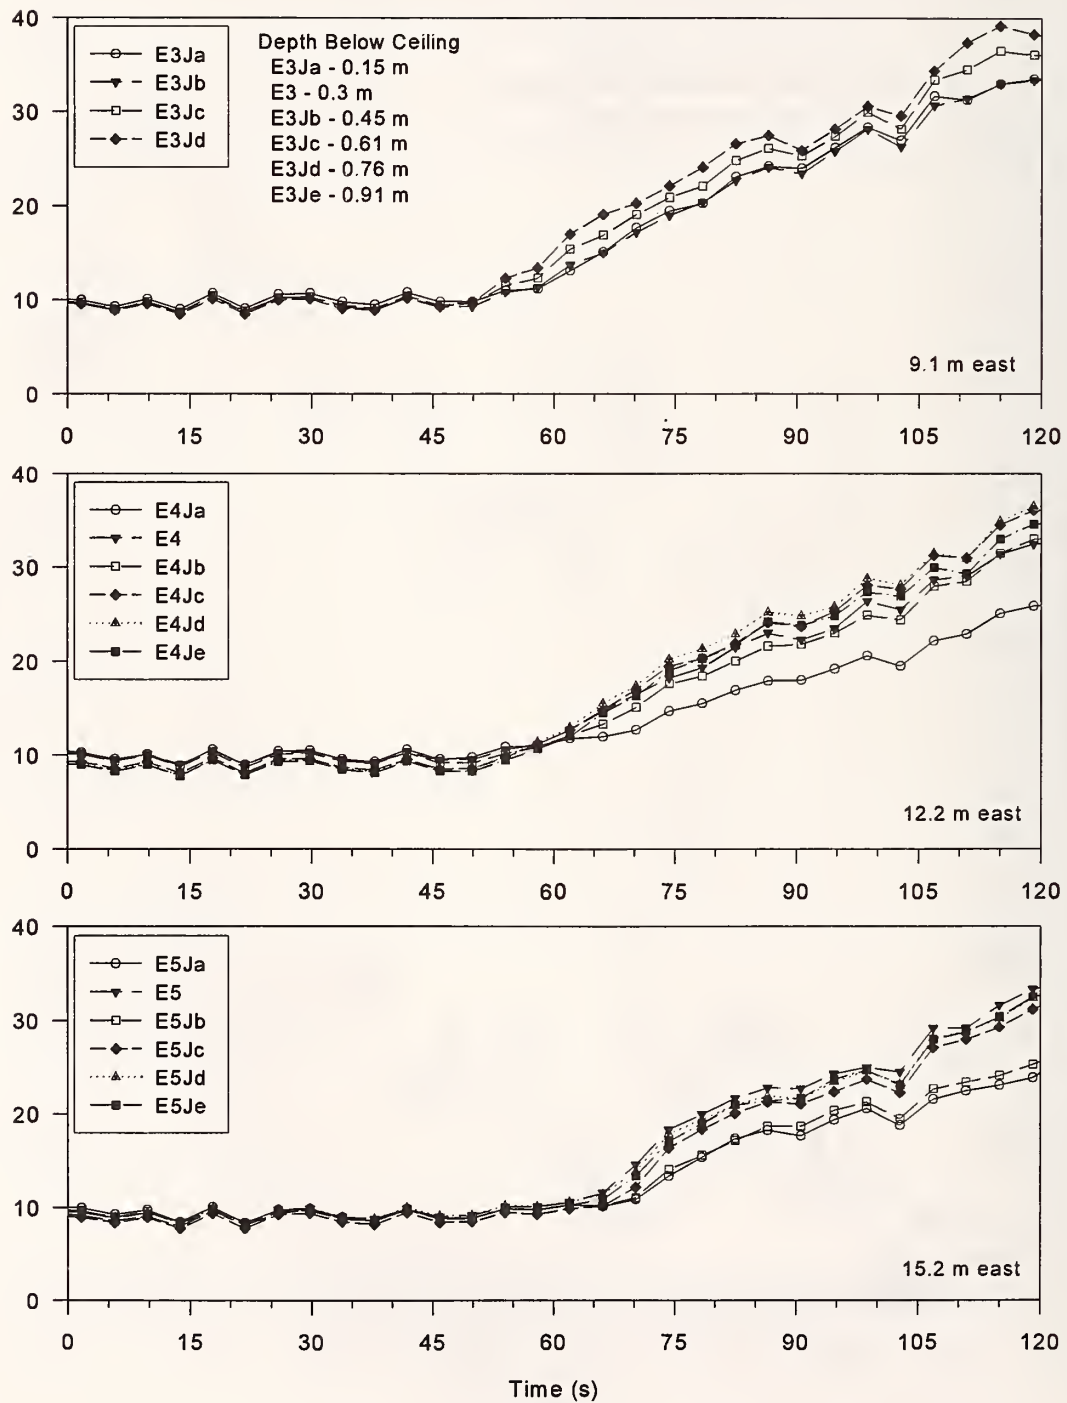 40
30
20
10
0
E3Ja
E3Jb
E3Jc
E3Jd
Depth Below Ceiling
E3Ja - 0.15 m
E3 - 0.3 m
E3Jb - 0.45 m
E3Jc - 0.61 m
E3Jd - 0.76 m
E3Je - 0.91 m
9.1 m east
0 15 30 45 60 75 90 105 120
40
30
20
10
0
E4Ja
E4
E4Jb
E4Jc
E4Jd
E4Je
12.2 m east
0 15 30 45 60 75 90 105 120
40
30
20
10
0
E5Ja
E5
E5Jb
E5Jc
E5Jd
E5Je
15.2 m east
0 15 30 45 60 75 90 105 120
Time (s)